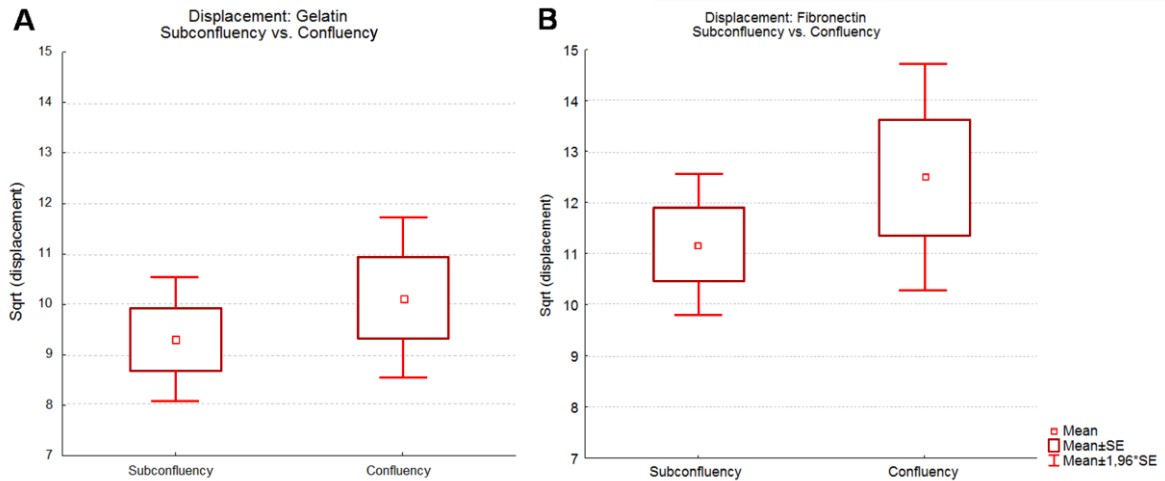 A
Displacement: Gelatin
Subconfluency vs. Confluency
15
14
13
12
11
10
9
8
7
Sqrt (displacement)
Subconfluency
Confluency
B
Displacement: Fibronectin
Subconfluency vs. Confluency
15
14
13
12
11
10
9
8
7
Sqrt (displacement)
Subconfluency
Confluency
Mean
Mean±SE
Mean±1,96*SE